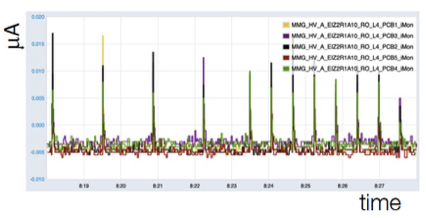 μA
0.020
MMG_HV_A_EIZ2R1A10_RO_L4_PCB1_iMon
MMG_HV_A_EIZ2R1A10_RO_L4_PCB3_iMon
0.015
MMG_HV_A_EIZ2R1A10_RO_L4_PCB2_iMon
MMG_HV_A_EIZ2R1A10_RO_L4_PCB5_iMon
MMG_HV_A_EIZ2R1A10_RO_L4_PCB4_iMon
0.010
0.005
0.000
-0.005
-0.010
8:19 8:20 8:21 8:22 8:23 8:24 8:25 8:26 8:27
time